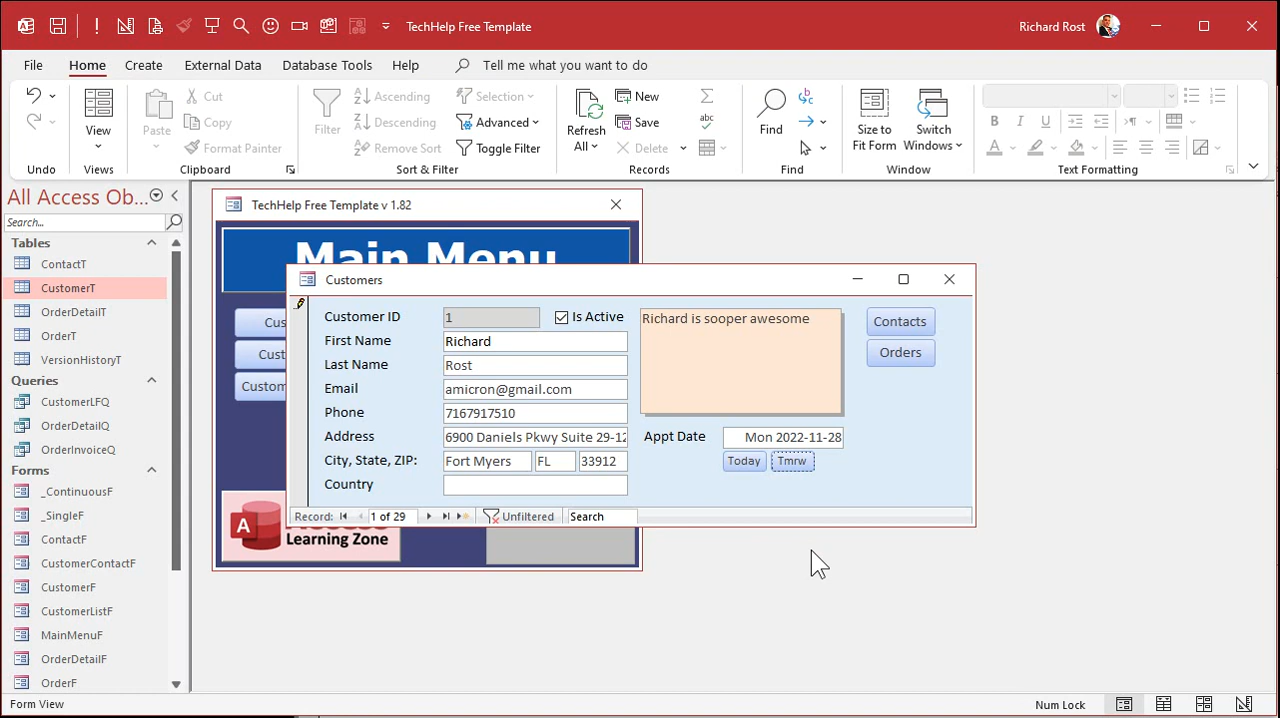 TechHelp Free Template
Richard Rost
File Home Create External Data Database Tools Help Tell me what you want to do
Undo
View
Views
Paste
Cut
Copy
Format Painter
Clipboard
Filter
Ascending
Descending
Remove Sort
Selection
Advanced
Toggle Filter
Sort & Filter
Refresh All
New
Save
Delete
Records
Find
Find
Size to Fit Form
Switch Windows
Window
B I U
A
Text Formatting
All Access Ob...
Search...
Tables
ContactT
CustomerT
OrderDetailT
OrderT
VersionHistoryT
Queries
CustomerLFQ
OrderDetailQ
OrderInvoiceQ
Forms
_ContinuousF
_SingleF
ContactF
CustomerContactF
CustomerF
CustomerListF
MainMenuF
OrderDetailF
OrderF
TechHelp Free Template v 1.82
Main Menu
Cus
Cust
Custom
A
Learning Zone
Customers
Customer ID 1 Is Active
First Name Richard
Last Name Rost
Email amicron@gmail.com
Phone 7167917510
Address 6900 Daniels Pkwy Suite 29-12
City, State, ZIP: Fort Myers FL 33912
Country
Richard is sooper awesome
Appt Date Mon 2022-11-28
Today Tmrw
Contacts
Orders
Record: 1 of 29 Unfiltered Search
Form View
Num Lock